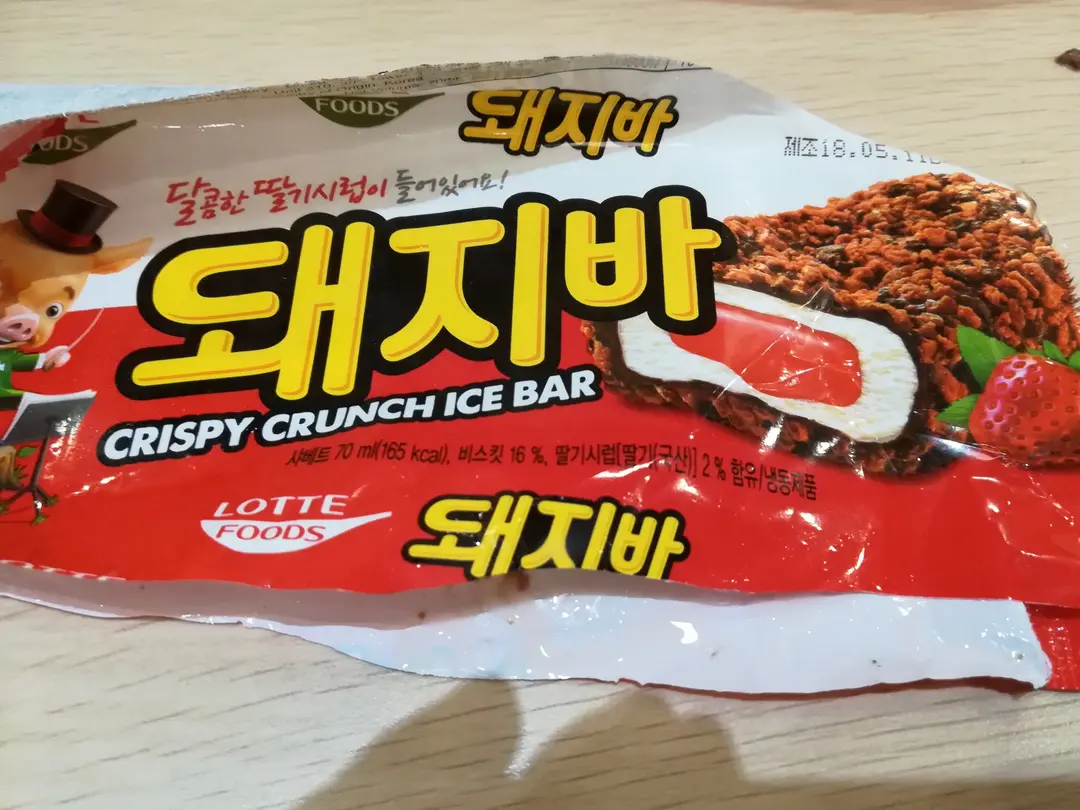 FOODS
돼지바
제조18.05.11
달콤한 딸기시럽이 들어있어요!
돼지바
CRISPY CRUNCH ICE BAR
샤베트 70 ml(165 kcal), 비스킷 16 %, 딸기시럽[딸기(국산)] 2 % 함유/냉동제품
LOTTE
FOODS
돼지바